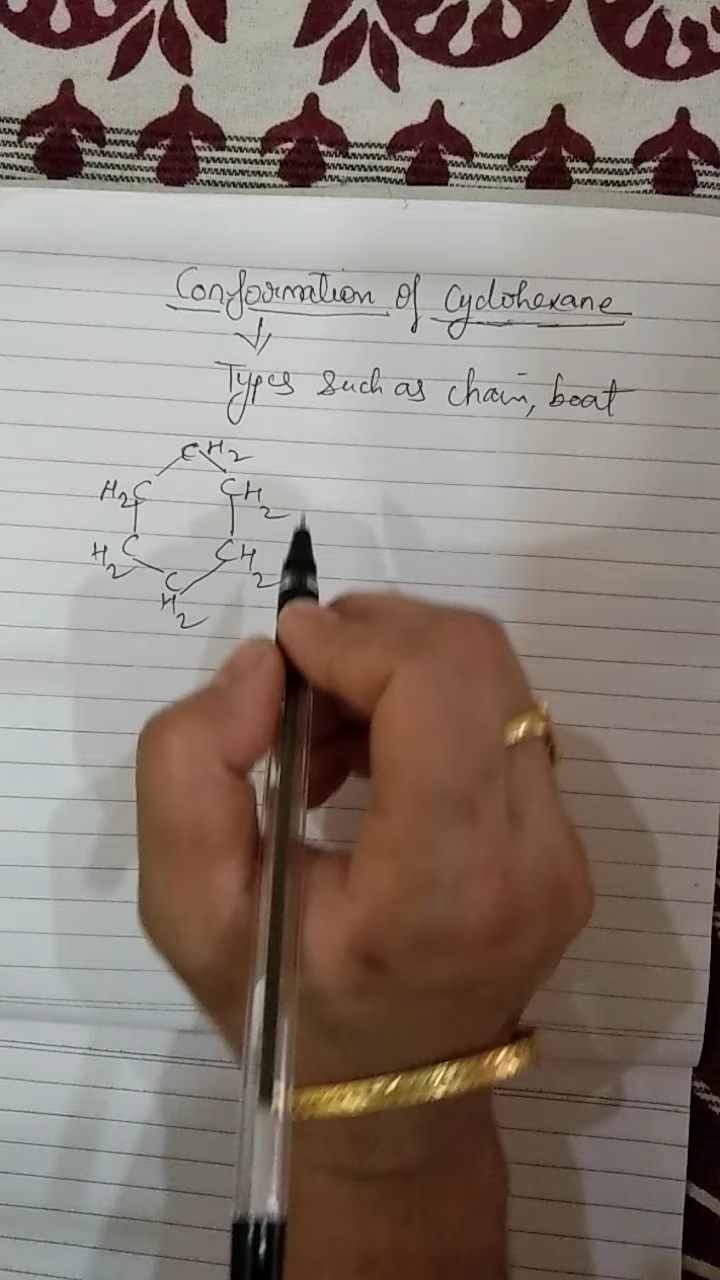 Conformation of Cyclohexane
Types such as chain, boat
CH2
H2C CH2
H2C CH2
C
H2